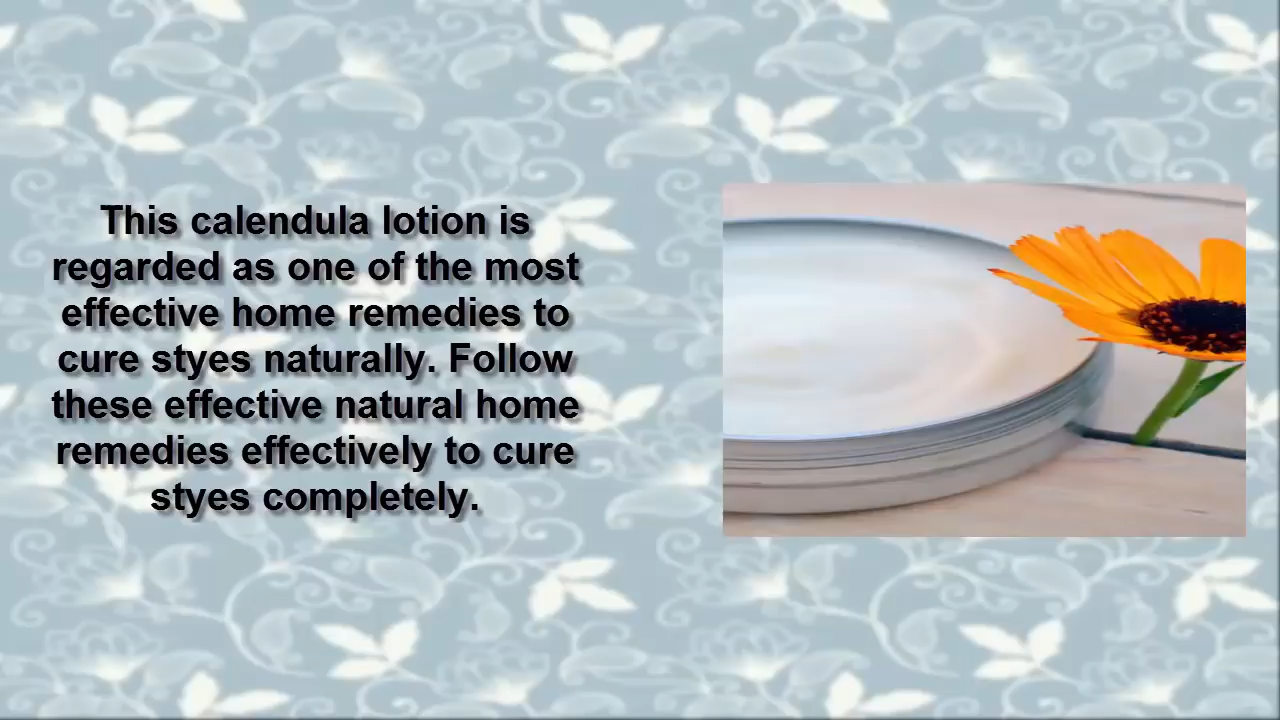 This calendula lotion is
regarded as one of the most
effective home remedies to
cure styes naturally. Follow
these effective natural home
remedies effectively to cure
styes completely.